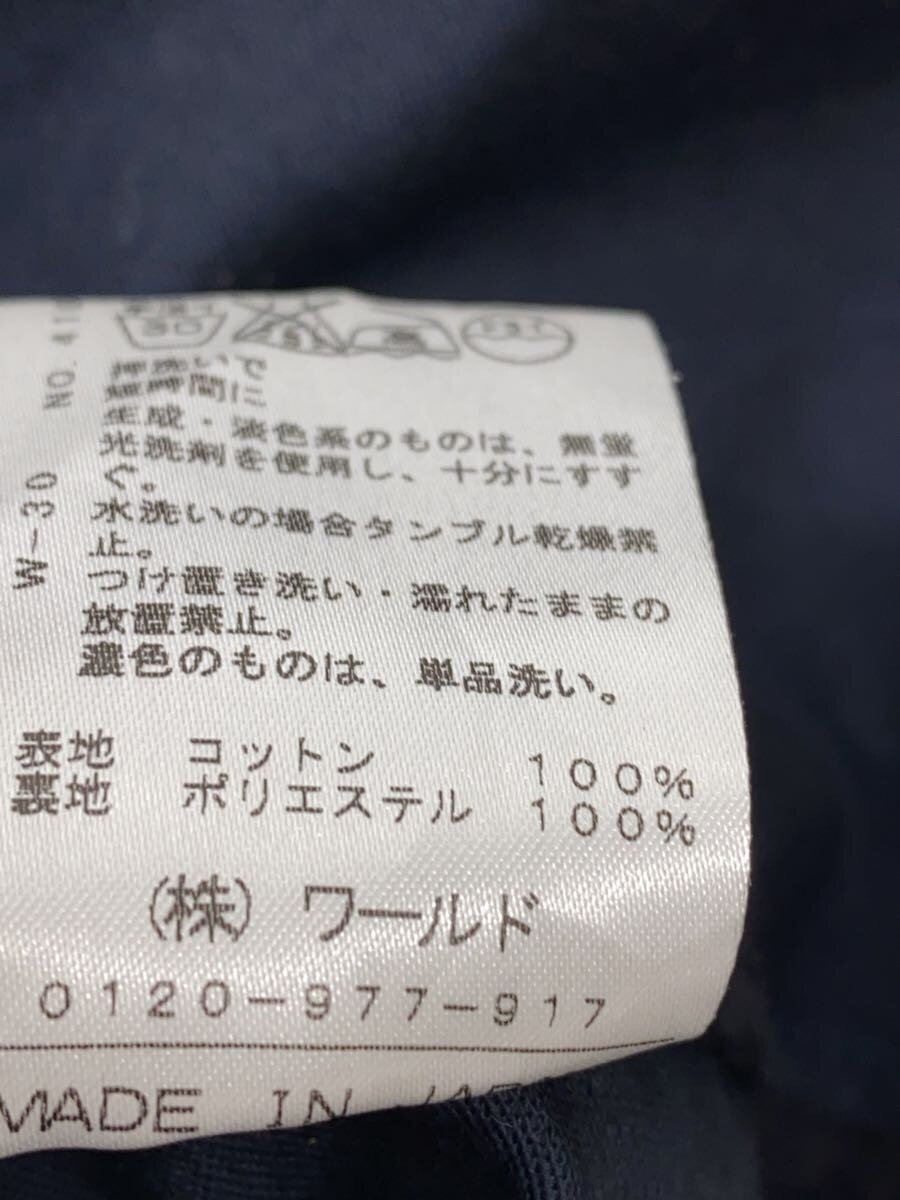 30
押洗いで
短時間に
生成・淡色系のものは、無蛍
光洗剤を使用し、十分にすす
ぐ。
水洗いの場合タンブル乾燥禁
止。
つけ置き洗い・濡れたままの
放置禁止。
濃色のものは、単品洗い。
表地 コットン 100%
裏地 ポリエステル 100%
(株) ワールド
0120-977-917
MADE IN
W-30 NO.